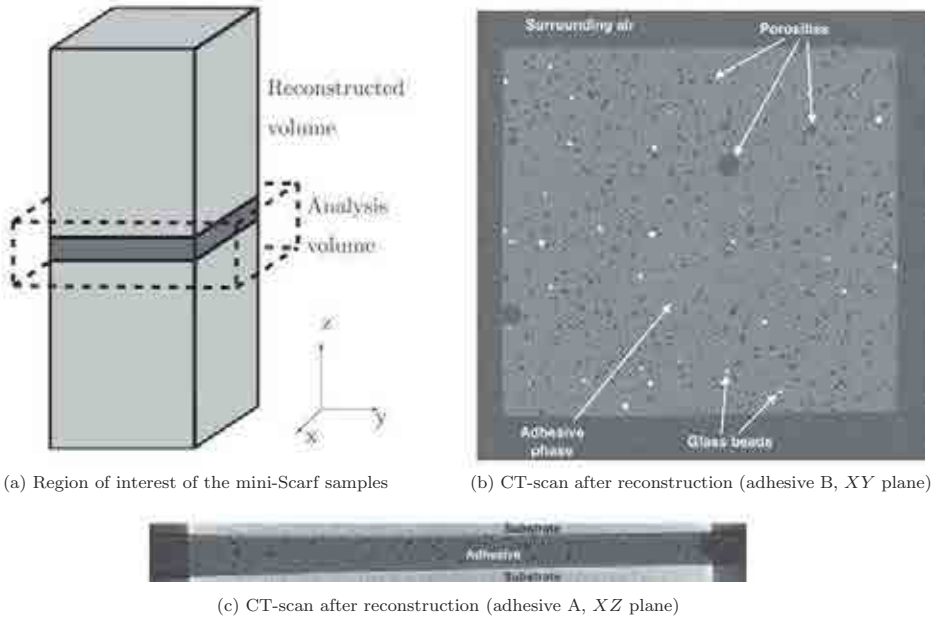 Reconstructed
volume
Analysis
volume
z
y
x
(a) Region of interest of the mini-Scarf samples
Surrounding air
Porosities
Adhesive
phase
Glass beads
(b) CT-scan after reconstruction (adhesive B, XY plane)
Substrate
Adhesive
Substrate
(c) CT-scan after reconstruction (adhesive A, XZ plane)